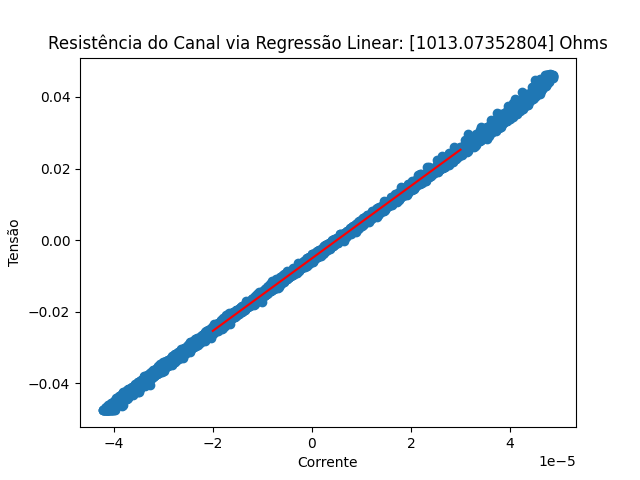 Resistência do Canal via Regressão Linear: [1013.07352804] Ohms
0.04
0.02
0.00
−0.02
−0.04
Tensão
−4
−2
0
2
4
1e−5
Corrente